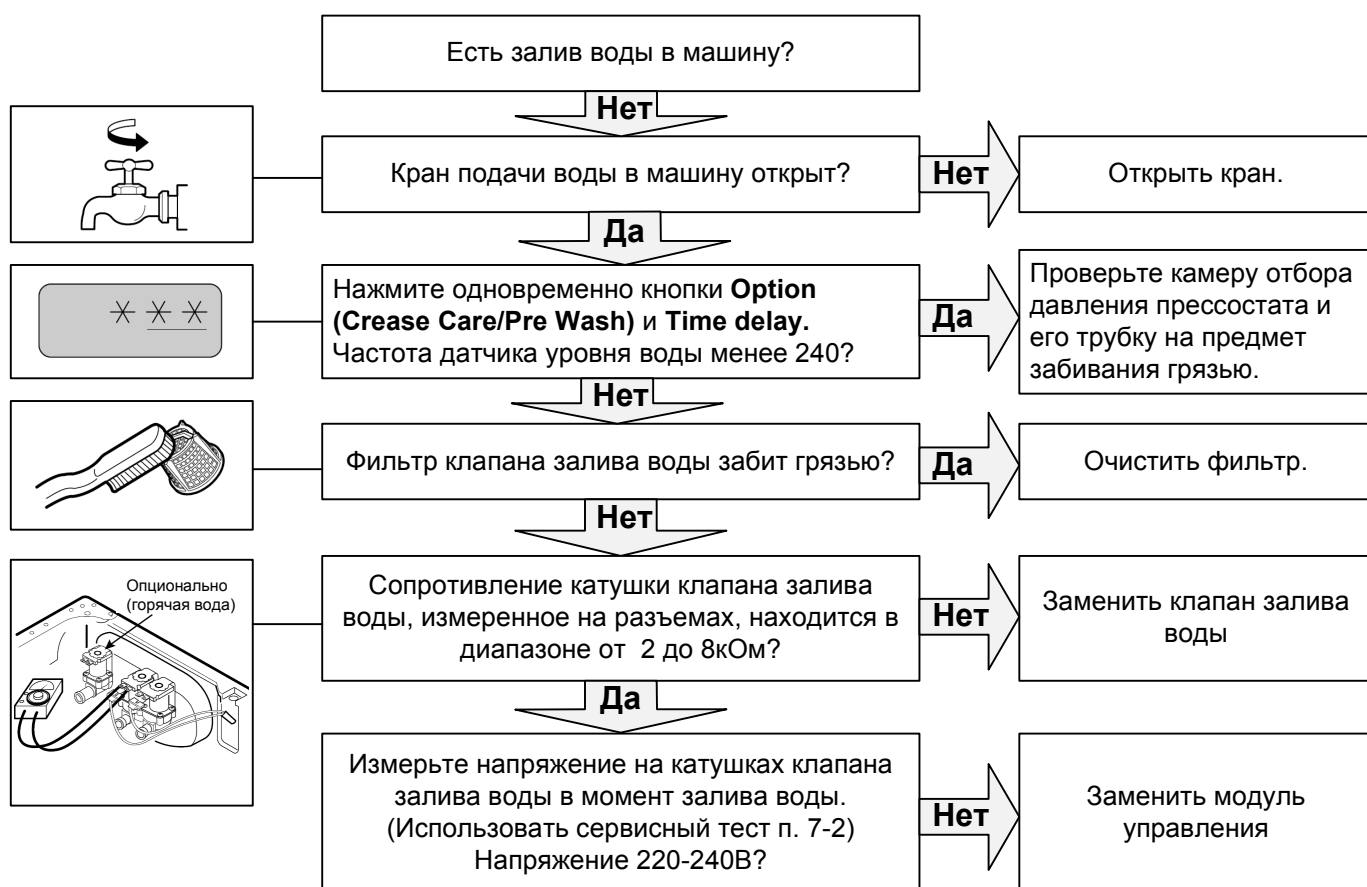 Есть залив воды в машину?
Нет
Кран подачи воды в машину открыт?
Нет
Открыть кран.
Да
* * *
Нажмите одновременно кнопки Option
(Crease Care/Pre Wash) и Time delay.
Частота датчика уровня воды менее 240?
Да
Проверьте камеру отбора
давления прессостата и
его трубку на предмет
забивания грязью.
Нет
Фильтр клапана залива воды забит грязью?
Да
Очистить фильтр.
Нет
Опционально
(горячая вода)
Сопротивление катушки клапана залива
воды, измеренное на разъемах, находится в
диапазоне от 2 до 8кОм?
Нет
Заменить клапан залива
воды
Да
Измерьте напряжение на катушках клапана
залива воды в момент залива воды.
(Использовать сервисный тест п. 7-2)
Напряжение 220-240В?
Нет
Заменить модуль
управления